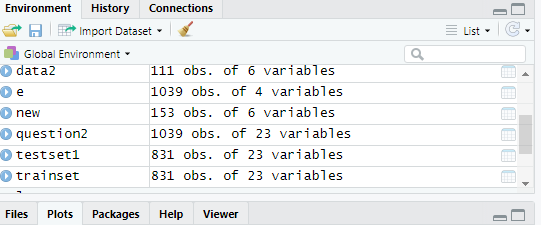 Environment History Connections
Import Dataset List
Global Environment
data2 111 obs. of 6 variables
e 1039 obs. of 4 variables
new 153 obs. of 6 variables
question2 1039 obs. of 23 variables
testset1 831 obs. of 23 variables
trainset 831 obs. of 23 variables
Files Plots Packages Help Viewer